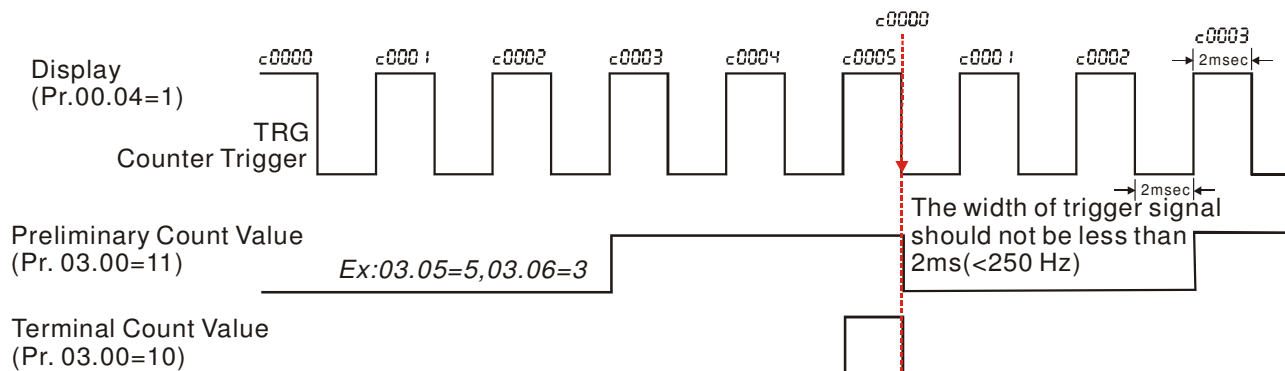 c0000
c0000 c0001 c0002 c0003 c0004 c0005 c0001 c0002 c0003
Display
(Pr.00.04=1)
2msec
TRG
Counter Trigger
2msec
The width of trigger signal
should not be less than
2ms(<250 Hz)
Preliminary Count Value
(Pr. 03.00=11)
Ex:03.05=5,03.06=3
Terminal Count Value
(Pr. 03.00=10)